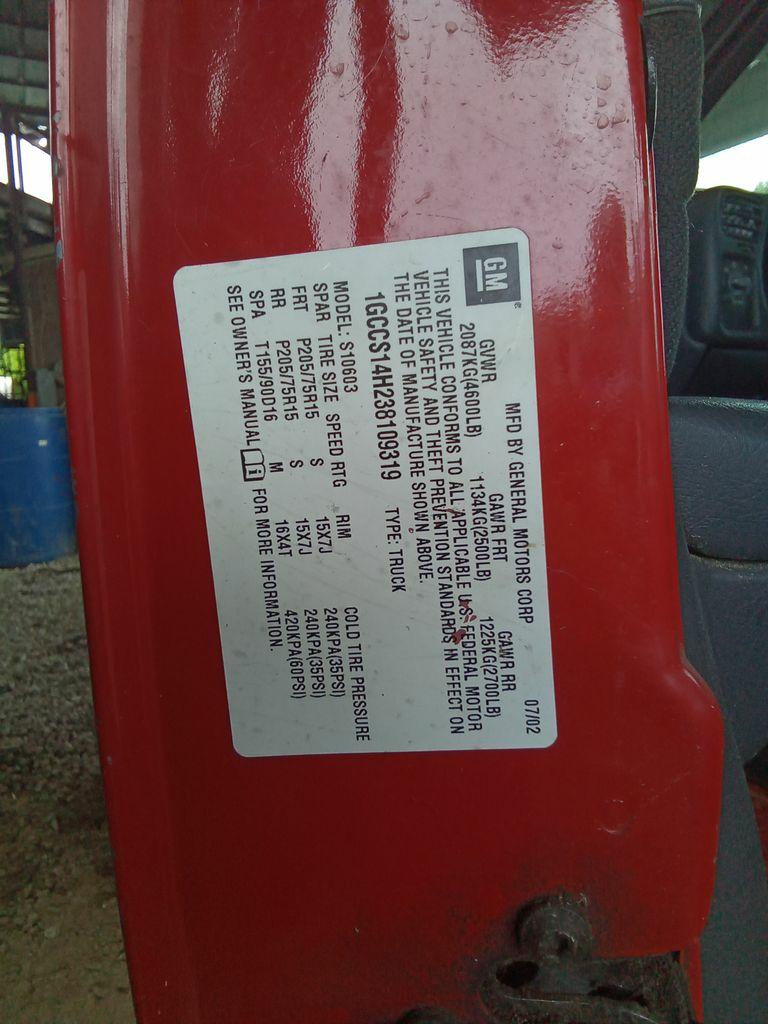 GM
MFD BY GENERAL MOTORS CORP 07/02
GVWR GAWR FRT GAWR RR
2087KG(4600LB) 1134KG(2500LB) 1225KG(2700LB)
THIS VEHICLE CONFORMS TO ALL APPLICABLE U.S. FEDERAL MOTOR
VEHICLE SAFETY AND THEFT PREVENTION STANDARDS IN EFFECT ON
THE DATE OF MANUFACTURE SHOWN ABOVE.
1GCCS14H238109319 TYPE: TRUCK
MODEL: S10603
SPAR TIRE SIZE SPEED RTG RIM COLD TIRE PRESSURE
FRT P205/75R15 S 15X7J 240KPA(35PSI)
RR P205/75R15 S 15X7J 240KPA(35PSI)
SPA T155/90D16 M 16X4T 420KPA(60PSI)
SEE OWNER'S MANUAL FOR MORE INFORMATION.